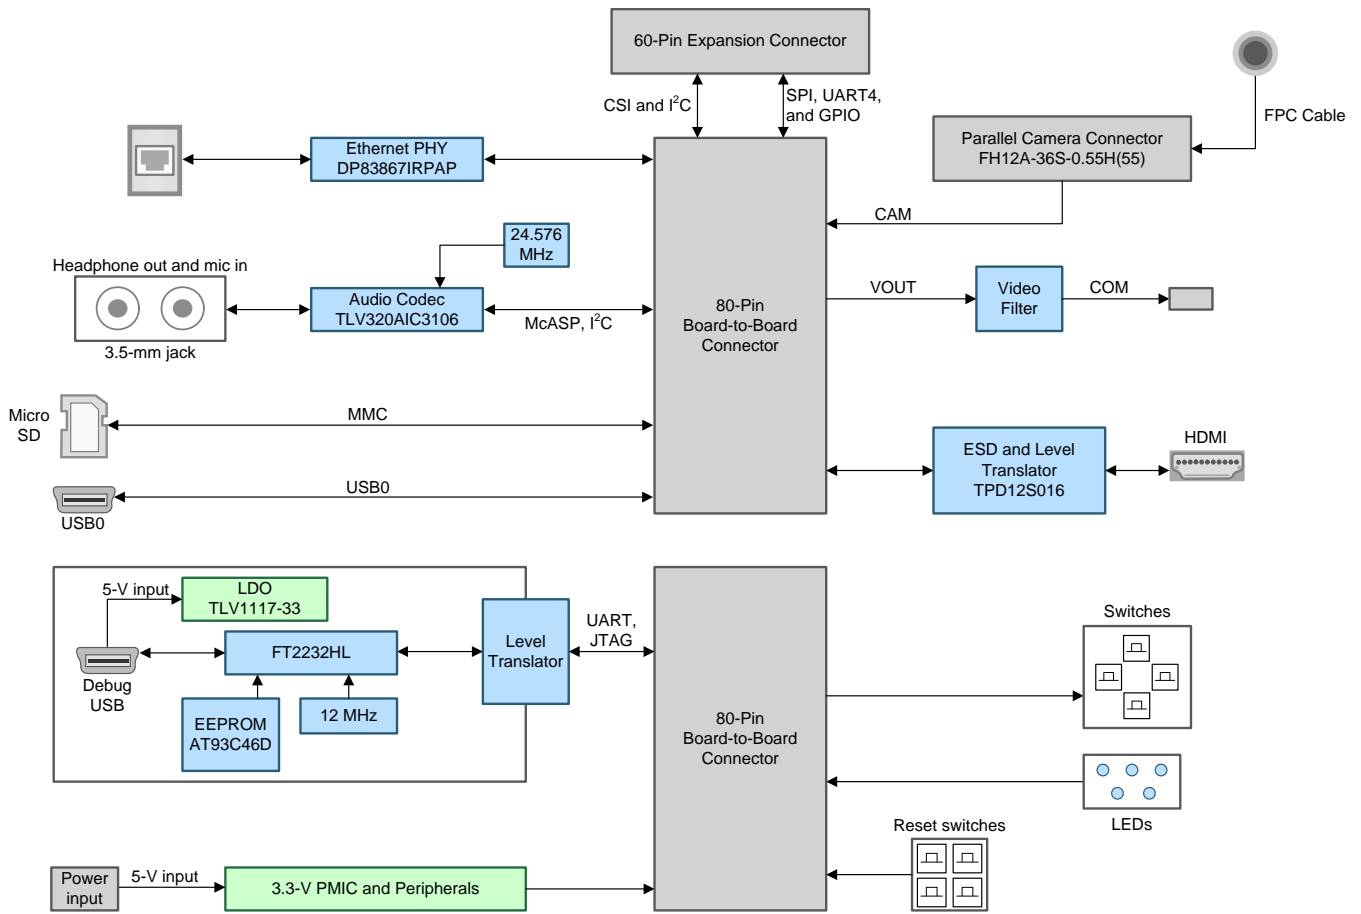 60-Pin Expansion Connector
CSI and I²C
SPI, UART4,
and GPIO
FPC Cable
Parallel Camera Connector
FH12A-36S-0.55H(55)
Ethernet PHY
DP83867IRPAP
CAM
24.576
MHz
Headphone out and mic in
Audio Codec
TLV320AIC3106
McASP, I²C
3.5-mm jack
80-Pin
Board-to-Board
Connector
VOUT
Video
Filter
COM
Micro
SD
MMC
ESD and Level
Translator
TPD12S016
HDMI
USB0
USB0
5-V input
LDO
TLV1117-33
FT2232HL
Debug
USB
EEPROM
AT93C46D
12 MHz
Level
Translator
UART,
JTAG
80-Pin
Board-to-Board
Connector
Switches
LEDs
Reset switches
Power
input
5-V input
3.3-V PMIC and Peripherals